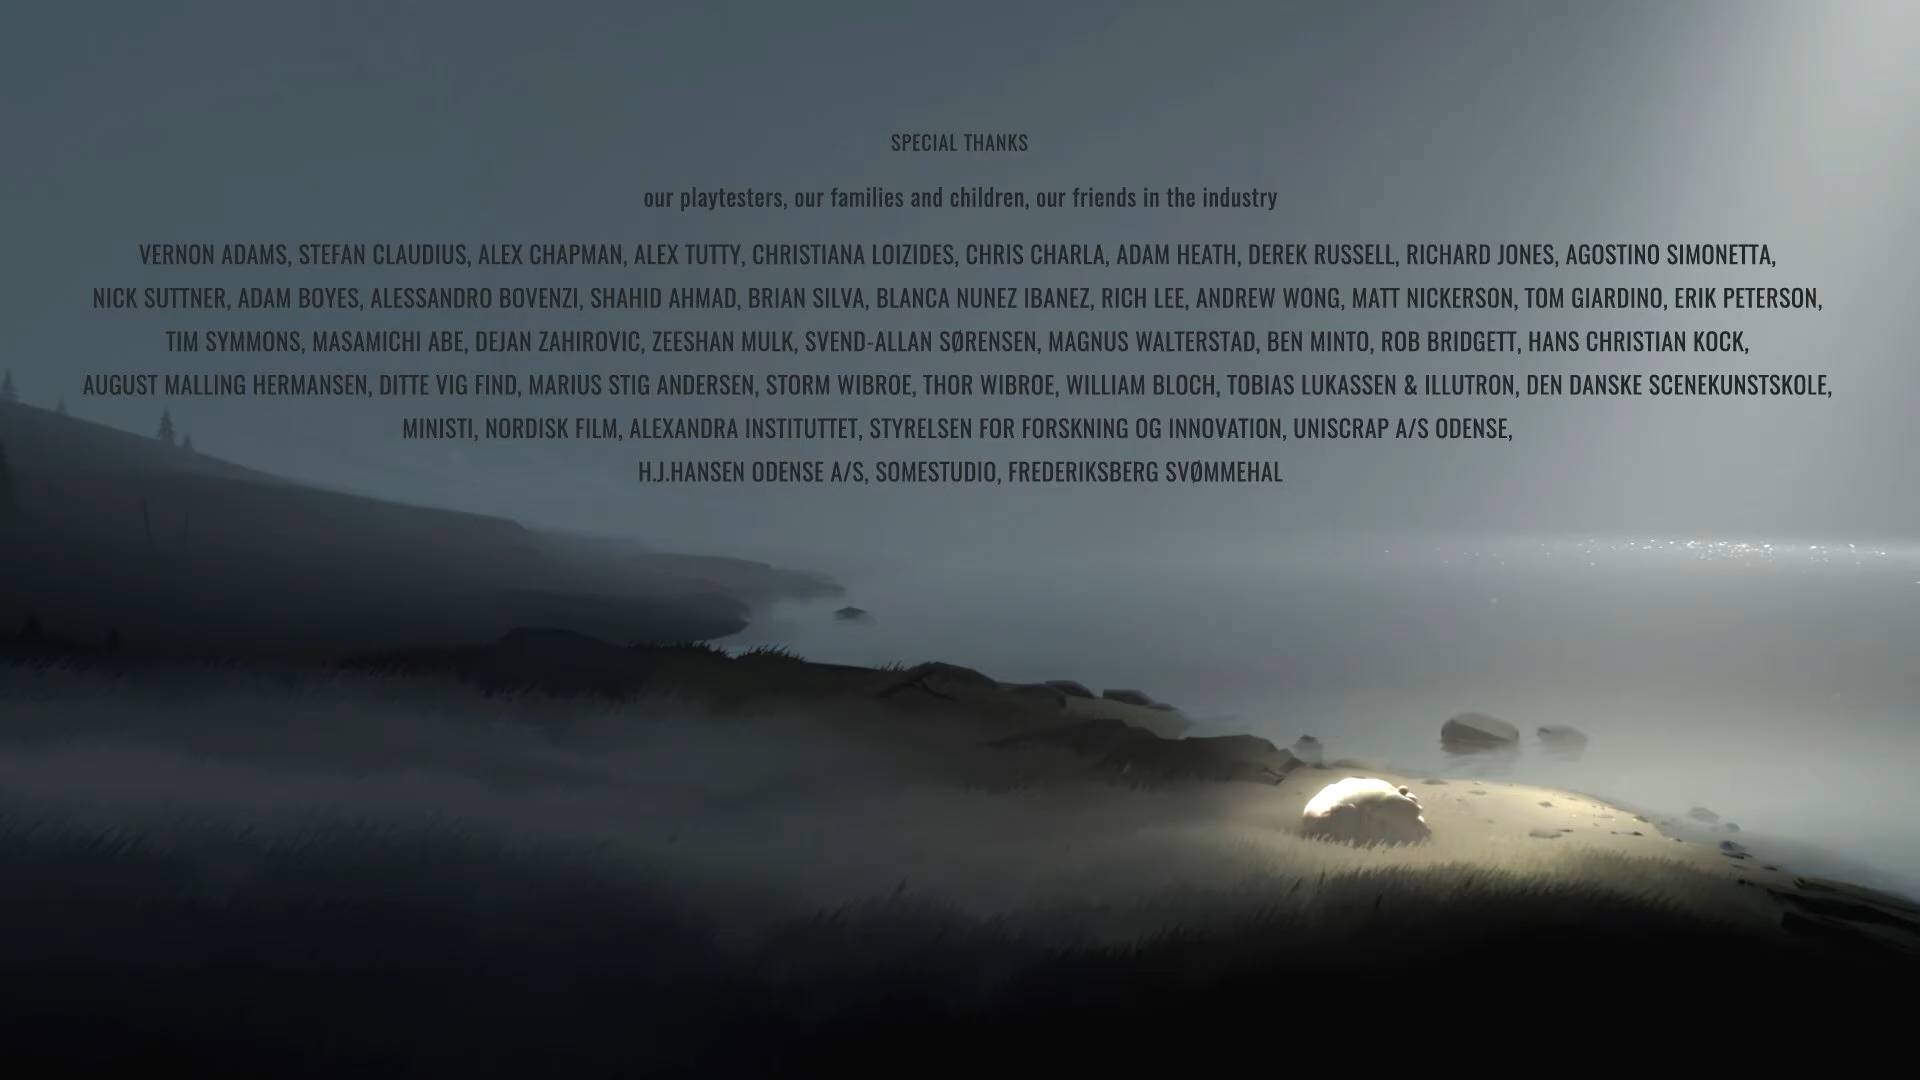 SPECIAL THANKS
our playtesters, our families and children, our friends in the industry
VERNON ADAMS, STEFAN CLAUDIUS, ALEX CHAPMAN, ALEX TUTTY, CHRISTIANA LOIZIDES, CHRIS CHARLA, ADAM HEATH, DEREK RUSSELL, RICHARD JONES, AGOSTINO SIMONETTA,
NICK SUTTNER, ADAM BOYES, ALESSANDRO BOVENZI, SHAHID AHMAD, BRIAN SILVA, BLANCA NUNEZ IBANEZ, RICH LEE, ANDREW WONG, MATT NICKERSON, TOM GIARDINO, ERIK PETERSON,
TIM SYMMONS, MASAMICHI ABE, DEJAN ZAHIROVIC, ZEESHAN MULK, SVEND-ALLAN SØRENSEN, MAGNUS WALTERSTAD, BEN MINTO, ROB BRIDGETT, HANS CHRISTIAN KOCK,
AUGUST MALLING HERMANSEN, DITTE VIG FIND, MARIUS STIG ANDERSEN, STORM WIBROE, THOR WIBROE, WILLIAM BLOCH, TOBIAS LUKASSEN & ILLUTRON, DEN DANSKE SCENEKUNSTSKOLE,
MINISTI, NORDISK FILM, ALEXANDRA INSTITUTTET, STYRELSEN FOR FORSKNING OG INNOVATION, UNISCRAP A/S ODENSE,
H.J.HANSEN ODENSE A/S, SOMESTUDIO, FREDERIKSBERG SVØMMEHAL